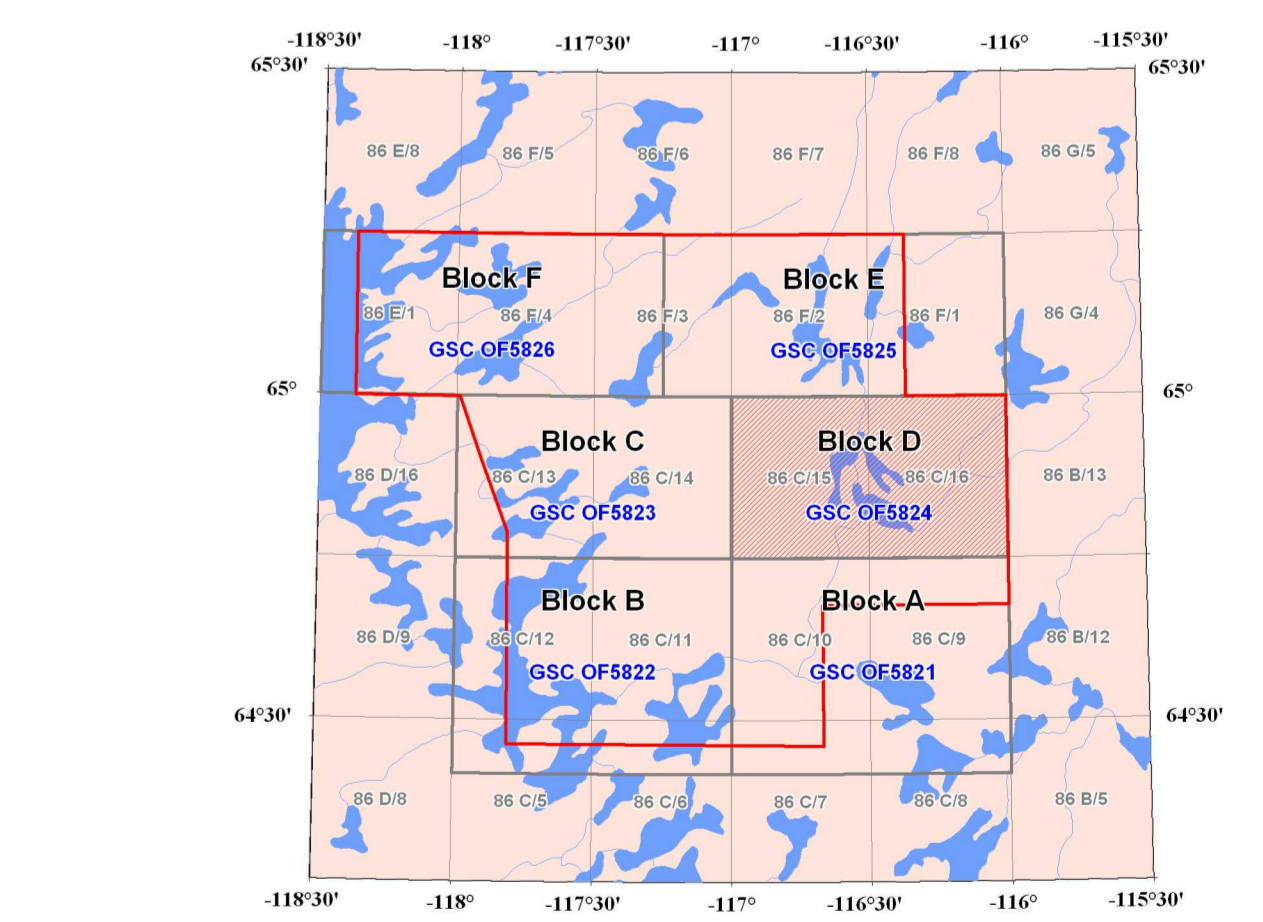 -118°30' -118° -117°30' -117° -116°30' -116° -115°30'
65°30' 65°30'
86 E/8 86 F/5 86 F/6 86 F/7 86 F/8 86 G/5
Block F Block E
86 E/1 86 F/4 86 F/3 86 F/2 86 F/1 86 G/4
GSC OF5826 GSC OF5825
65° 65°
Block C Block D
86 D/16 86 C/13 86 C/14 86 C/15 86 C/16 86 B/13
GSC OF5823 GSC OF5824
Block B Block A
86 D/9 86 C/12 86 C/11 86 C/10 86 C/9 86 B/12
GSC OF5822 GSC OF5821
64°30' 64°30'
86 D/8 86 C/5 86 C/6 86 C/7 86 C/8 86 B/5
-118°30' -118° -117°30' -117° -116°30' -116° -115°30'